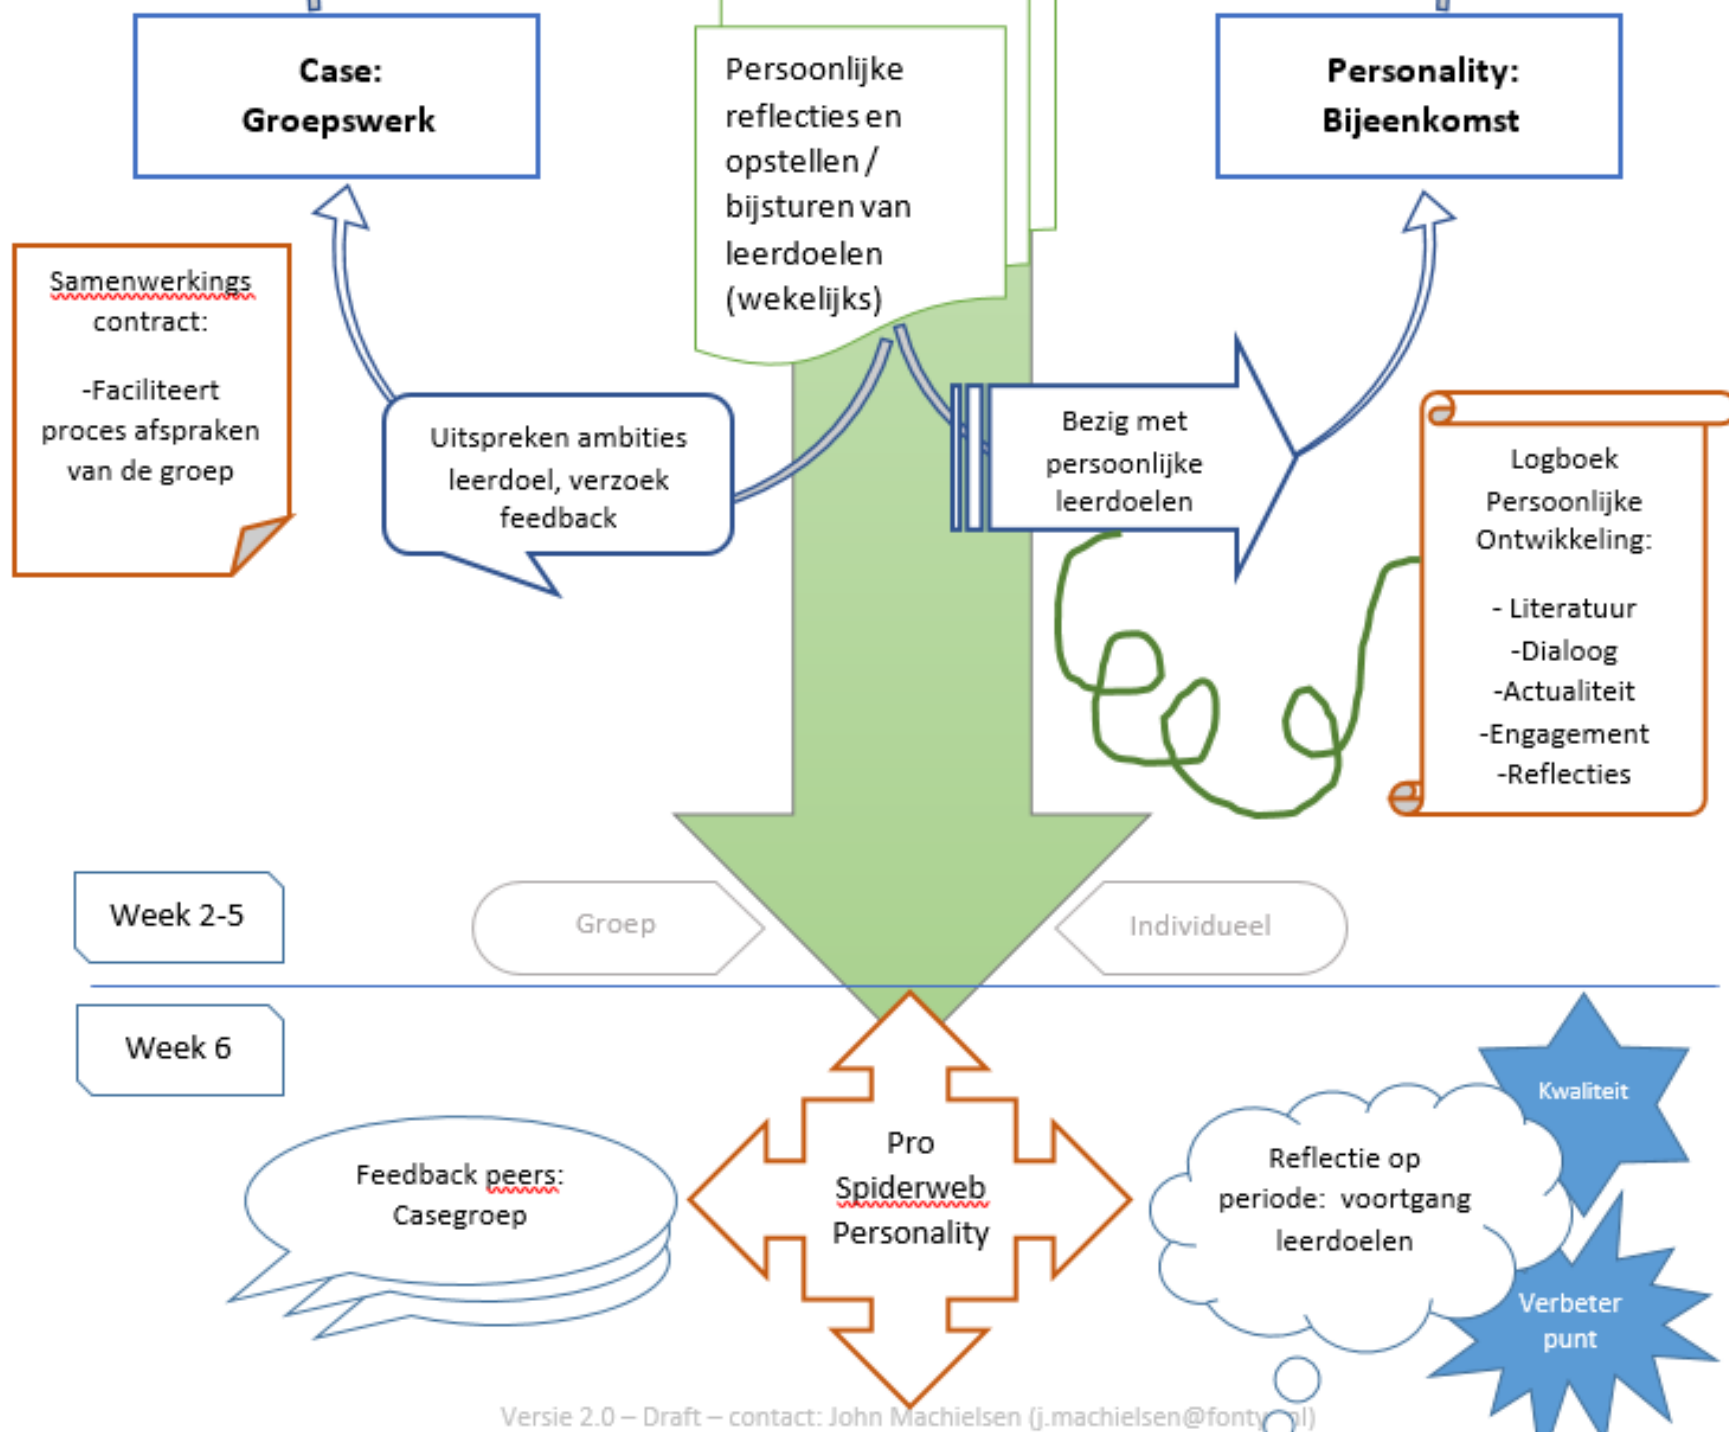 Case:
Groepswerk
Persoonlijke
reflecties en
opstellen /
bijsturen van
leerdoelen
(wekelijks)
Personality:
Bijeenkomst
Samenwerkings
contract:
-Faciliteert
proces afspraken
van de groep
Uitspreken ambities
leerdoel, verzoek
feedback
Bezig met
persoonlijke
leerdoelen
Logboek
Persoonlijke
Ontwikkeling:
- Literatuur
-Dialoog
-Actualiteit
-Engagement
-Reflecties
Week 2-5
Groep
Individueel
Week 6
Feedback peers:
Casegroep
Pro
Spiderweb
Personality
Reflectie op
periode: voortgang
leerdoelen
Kwaliteit
Verbeter
punt
Versie 2.0 – Draft – contact: John Machielsen